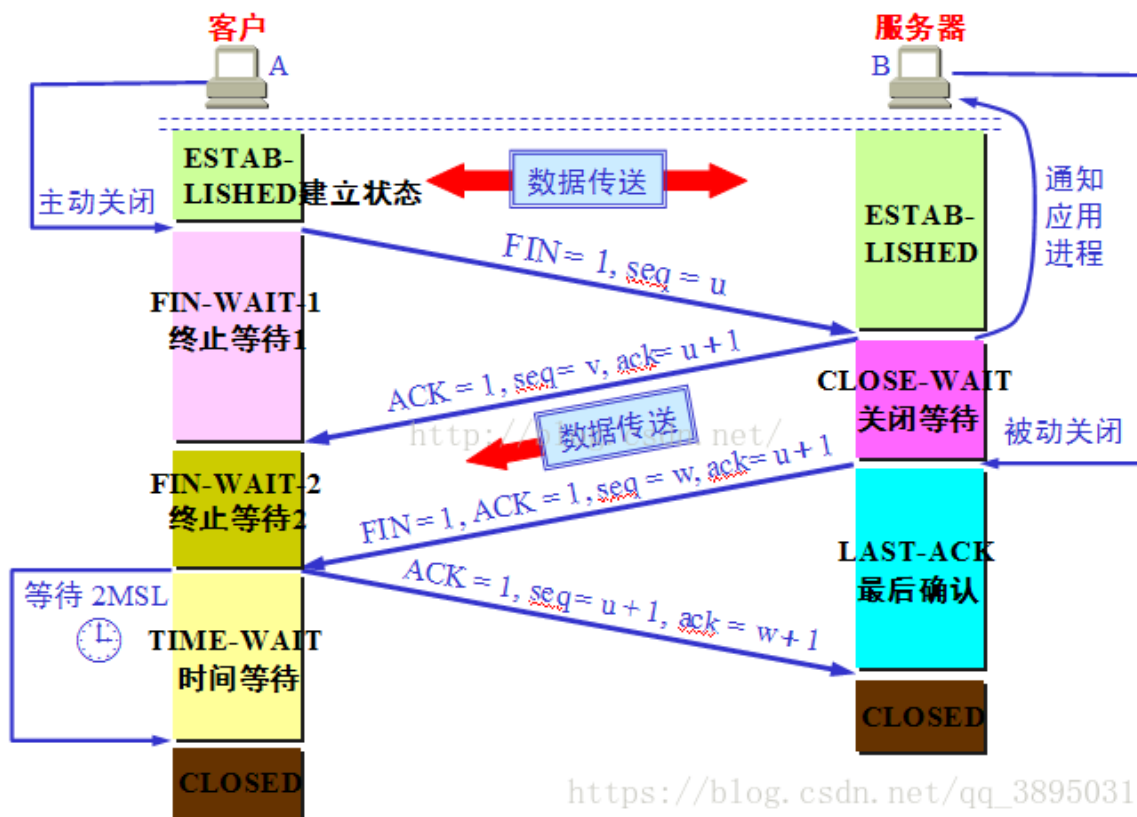 客户
服务器
A
B
ESTAB-
LISHED建立状态
数据传送
主动关闭
ESTAB-
LISHED
通知
应用
进程
FIN = 1, seq = u
FIN-WAIT-1
终止等待1
ACK = 1, seq = v, ack = u + 1
CLOSE-WAIT
关闭等待
http://blog.csdn.net/
数据传送
被动关闭
FIN-WAIT-2
终止等待2
FIN = 1, ACK = 1, seq = w, ack = u + 1
LAST-ACK
最后确认
等待 2MSL
ACK = 1, seq = u + 1, ack = w + 1
TIME-WAIT
时间等待
CLOSED
CLOSED
https://blog.csdn.net/qq_3895031